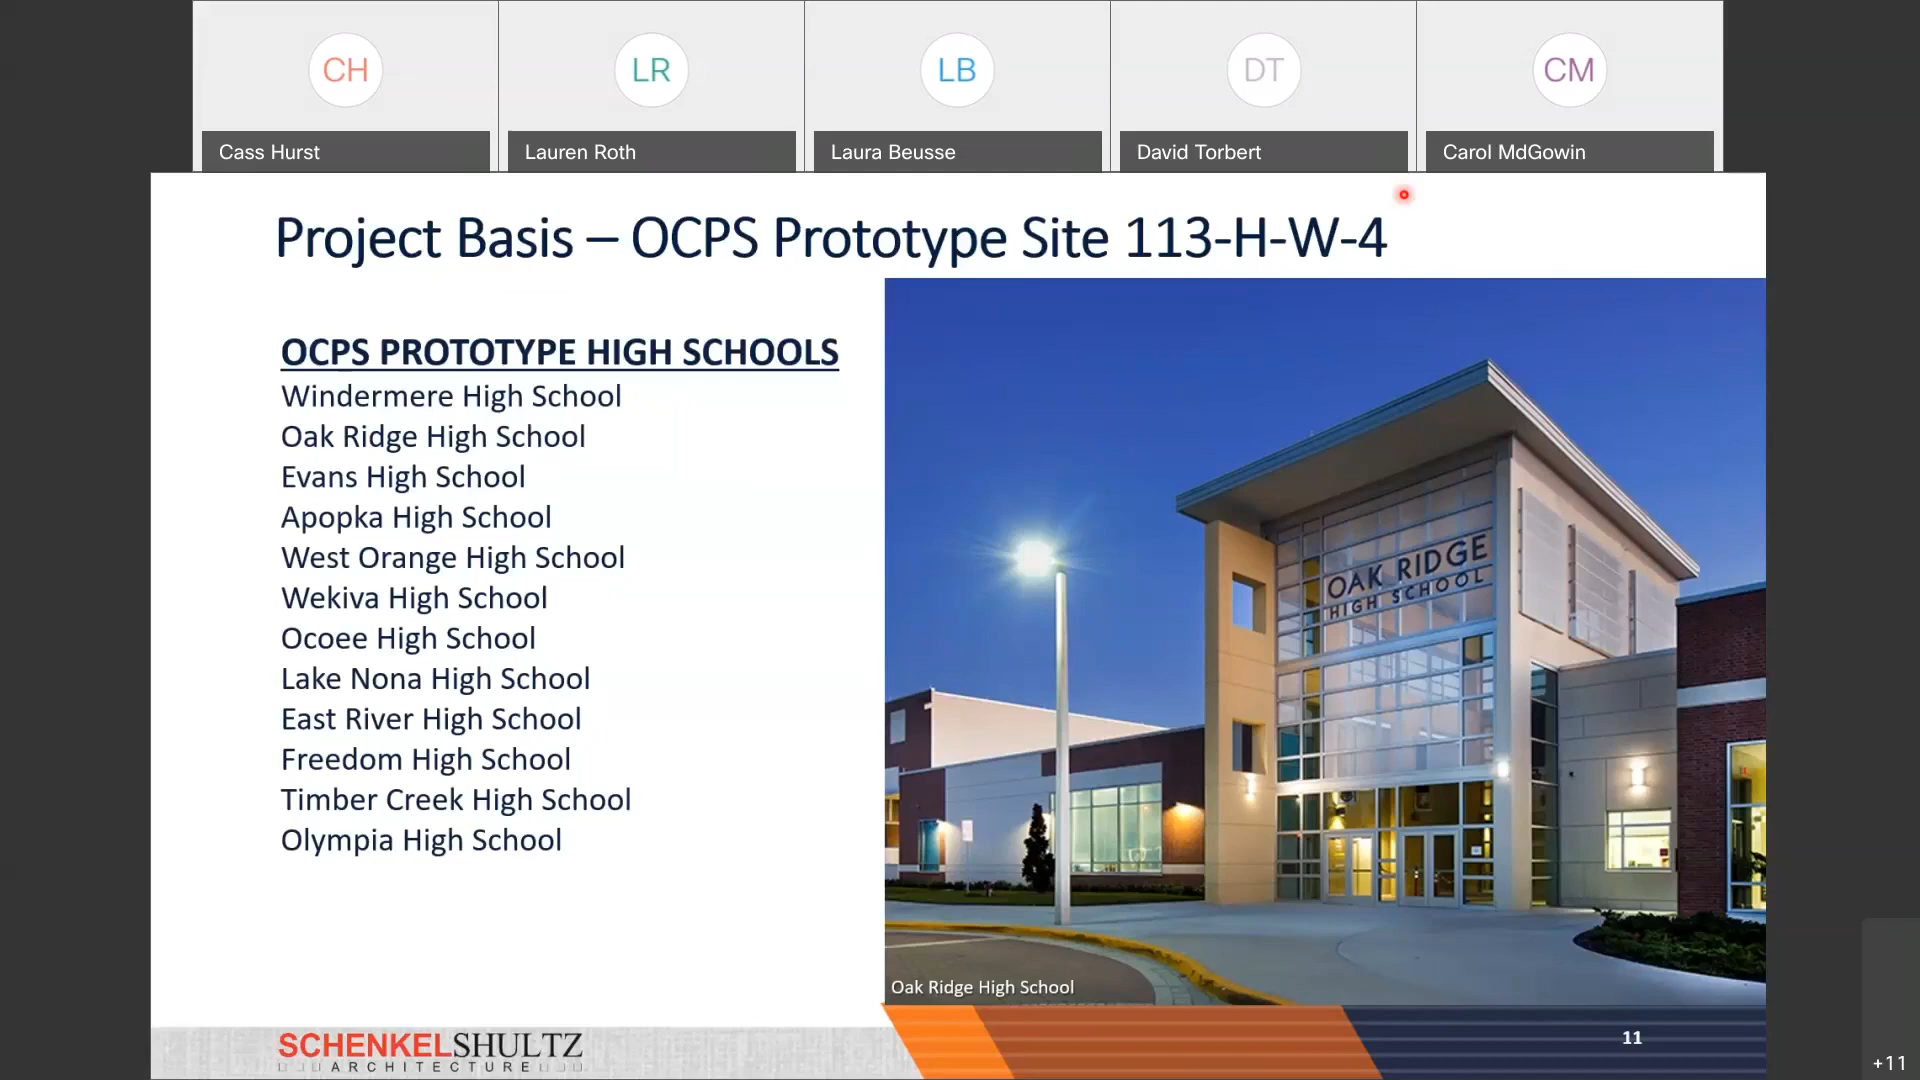 CH
LR
LB
DT
CM
Cass Hurst
Lauren Roth
Laura Beusse
David Torbert
Carol MdGowin
Project Basis – OCPS Prototype Site 113-H-W-4
OCPS PROTOTYPE HIGH SCHOOLS
Windermere High School
Oak Ridge High School
Evans High School
Apopka High School
West Orange High School
Wekiva High School
Ocoee High School
Lake Nona High School
East River High School
Freedom High School
Timber Creek High School
Olympia High School
OAK RIDGE
HIGH SCHOOL
Oak Ridge High School
SCHENKELSHULTZ
ARCHITECTURE
11
+11